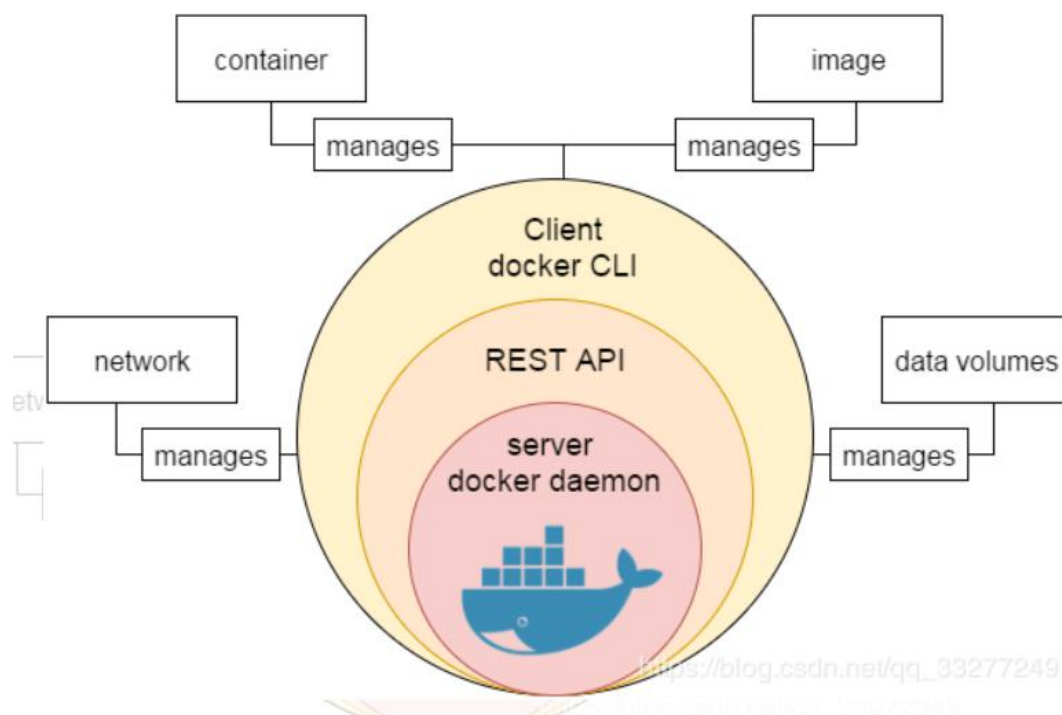 container
image
manages
manages
Client
docker CLI
network
REST API
data volumes
etw
server
docker daemon
manages
manages
https://blog.csdn.net/qq_33277249